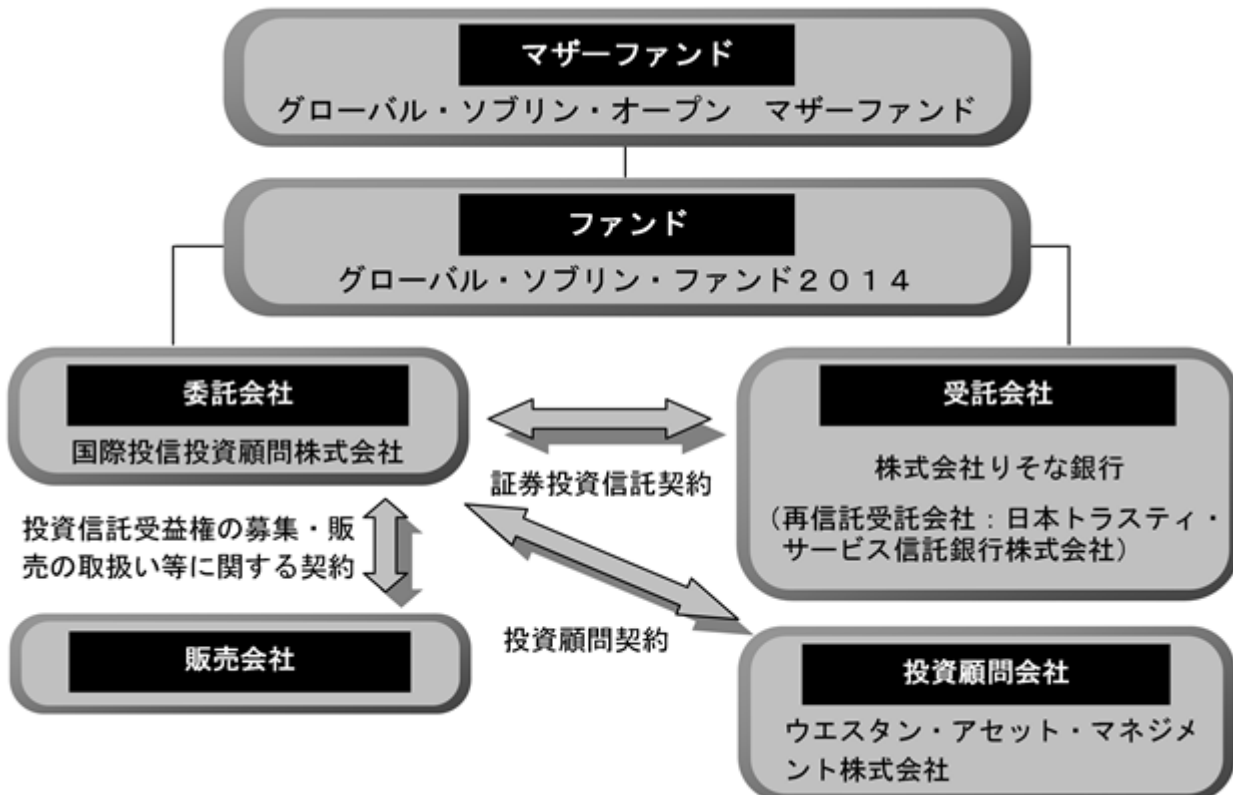 マザーファンド
グローバル・ソブリン・オープン　マザーファンド
ファンド
グローバル・ソブリン・ファンド２０１４
委託会社
国際投信投資顧問株式会社
受託会社
株式会社りそな銀行
（再信託受託会社：日本トラスティ・
サービス信託銀行株式会社）
証券投資信託契約
投資信託受益権の募集・販
売の取扱い等に関する契約
投資顧問契約
販売会社
投資顧問会社
ウエスタン・アセット・マネジメ
ント株式会社